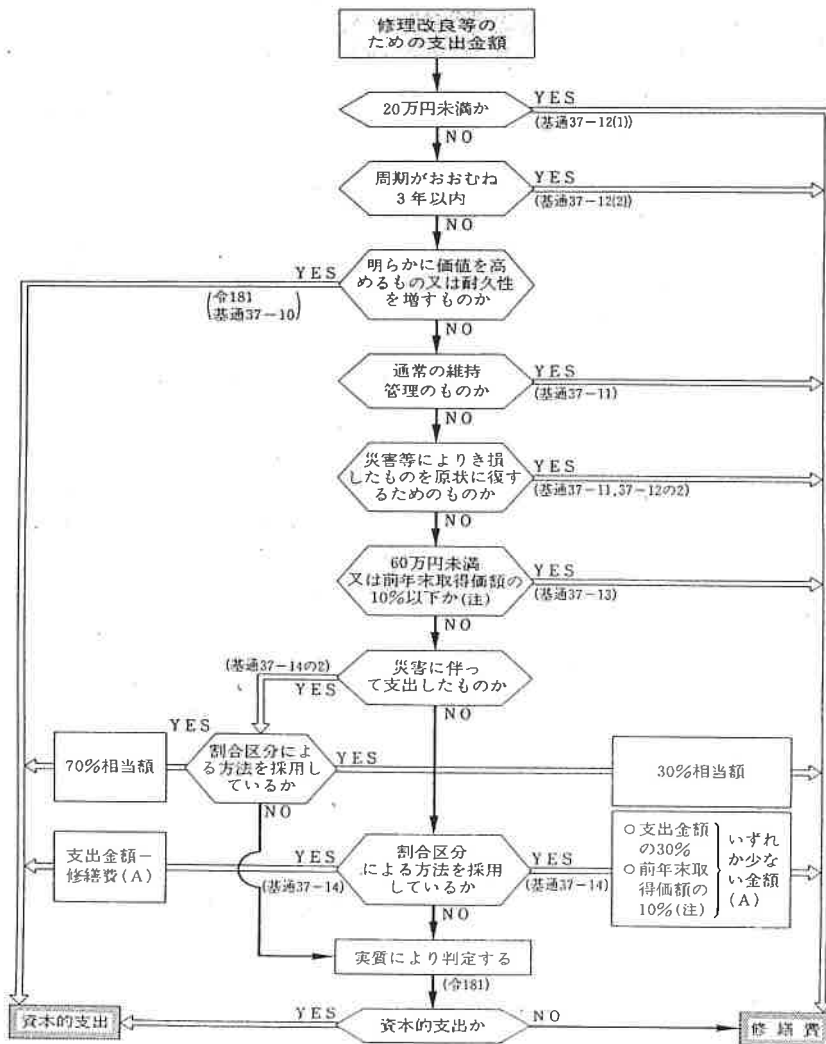 修理改良等の
ための支出金額
20万円未満か
YES
(基通37-12(1))
NO
周期がおおむね
3年以内
YES
(基通37-12(2))
NO
明らかに価値を高
めるもの又は耐久性
を増すものか
YES
(令181
基通37-10)
NO
通常の維持
管理のものか
YES
(基通37-11)
NO
災害等によりき損
したものを原状に復す
るためのものか
YES
(基通37-11,37-12の2)
NO
60万円未満
又は前年末取得価額の
10%以下か(注)
YES
(基通37-13)
NO
災害に伴っ
て支出したものか
(基通37-14の2)
YES
NO
割合区分によ
る方法を採用し
ているか
YES
70%相当額
YES
30%相当額
NO
割合区分
による方法を採用
しているか
YES
(基通37-14)
支出金額-
修繕費(A)
YES
(基通37-14)
○支出金額
の30%
○前年末取
得価額の
10%(注)
いずれ
か少な
い金額
(A)
NO
実質により判定する
(令181)
資本的支出か
YES
資本的支出
NO
修繕費